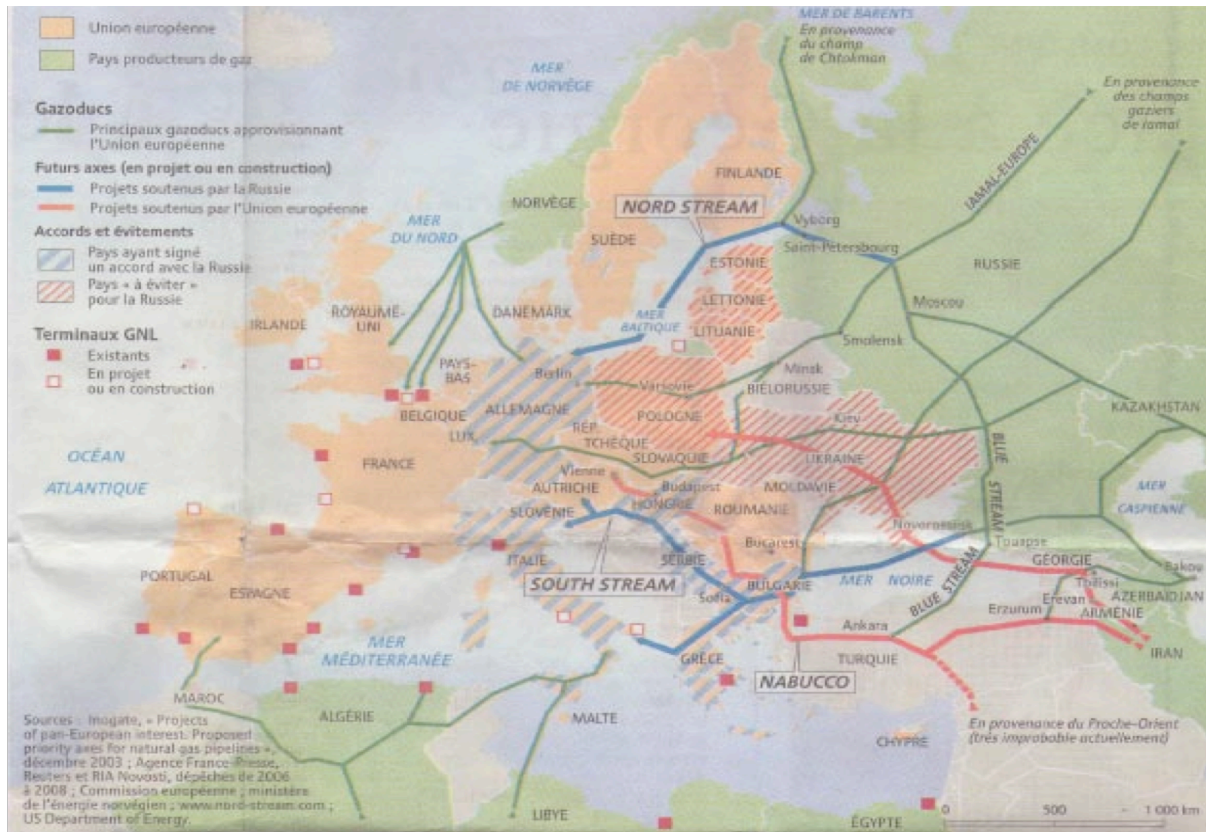 Union européenne
Pays producteurs de gaz
Gazoducs
Principaux gazoducs approvisionnant
l'Union européenne
Futurs axes (en projet ou en construction)
Projets soutenus par la Russie
Projets soutenus par l'Union européenne
Accords et évitements
Pays ayant signé
un accord avec la Russie
Pays « à éviter »
pour la Russie
Terminaux GNL
Existants
En projet
ou en construction
MER DE BARENTS
En provenance
du champ
de Chtokman
MER
DE NORVÈGE
En provenance
des champs
gaziers
de Iamal
IAMAL-EUROPE
FINLANDE
NORVÈGE
NORD STREAM
MER
DU NORD
SUÈDE
Vyborg
Saint-Pétersbourg
ESTONIE
RUSSIE
LETTONIE
Moscou
IRLANDE
ROYAUME-
UNI
DANEMARK
MER
BALTIQUE
LITUANIE
Smolensk
PAYS-
BAS
Berlin
Varsovie
Minsk
BIÉLORUSSIE
BELGIQUE
ALLEMAGNE
POLOGNE
KAZAKHSTAN
LUX.
RÉP.
TCHÈQUE
Kiev
SLOVAQUIE
UKRAINE
BLUE STREAM
OCÉAN
ATLANTIQUE
FRANCE
Vienne
AUTRICHE
Budapest
HONGRIE
MOLDAVIE
MER
CASPIENNE
SLOVÉNIE
ROUMANIE
Novorossiisk
Touapse
ITALIE
SERBIE
Bucarest
GÉORGIE
Bakou
PORTUGAL
ESPAGNE
SOUTH STREAM
Sofia
BULGARIE
MER NOIRE
BLUE STREAM
Tbilissi
Erevan
AZERBAÏDJAN
ARMÉNIE
Erzurum
Ankara
MER
MÉDITERRANÉE
GRÈCE
TURQUIE
IRAN
NABUCCO
MAROC
ALGÉRIE
MALTE
CHYPRE
En provenance du Proche-Orient
(très improbable actuellement)
LIBYE
ÉGYPTE
0 500 1 000 km
Sources : Inogate, « Projects
of pan-European interest. Proposed
priority axes for natural gas pipelines »,
décembre 2003 ; Agence France-Presse,
Reuters et RIA Novosti, dépêches de 2006
à 2008 ; Commission européenne ; ministère
de l'énergie norvégien ; www.nord-stream.com ;
US Department of Energy.